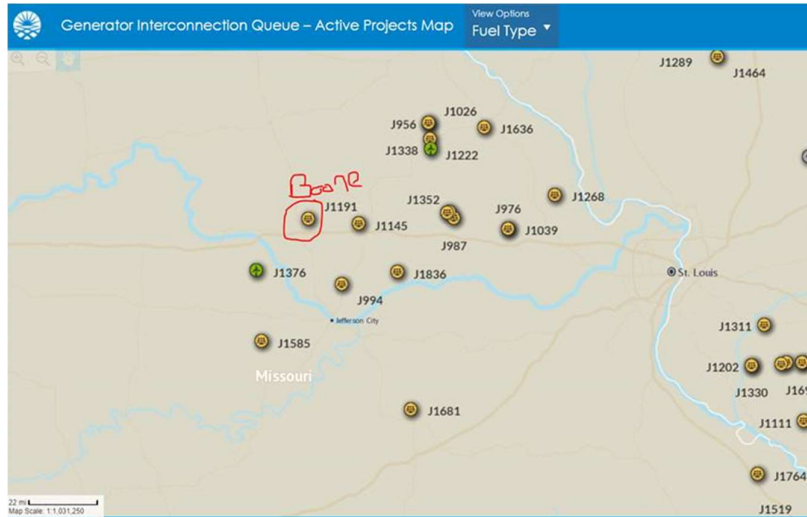 Generator Interconnection Queue – Active Projects Map
View Options
Fuel Type
J1289
J1464
J1026
J956
J1636
J1338
J1222
Boone
J1191
J1352
J1268
J1145
J976
J987
J1039
J1376
J1836
St. Louis
J994
Jefferson City
J1311
J1585
Missouri
J1202
J1330
J169
J1681
J1111
J1764
J1519
22 mi
Map Scale: 1:1,031,250